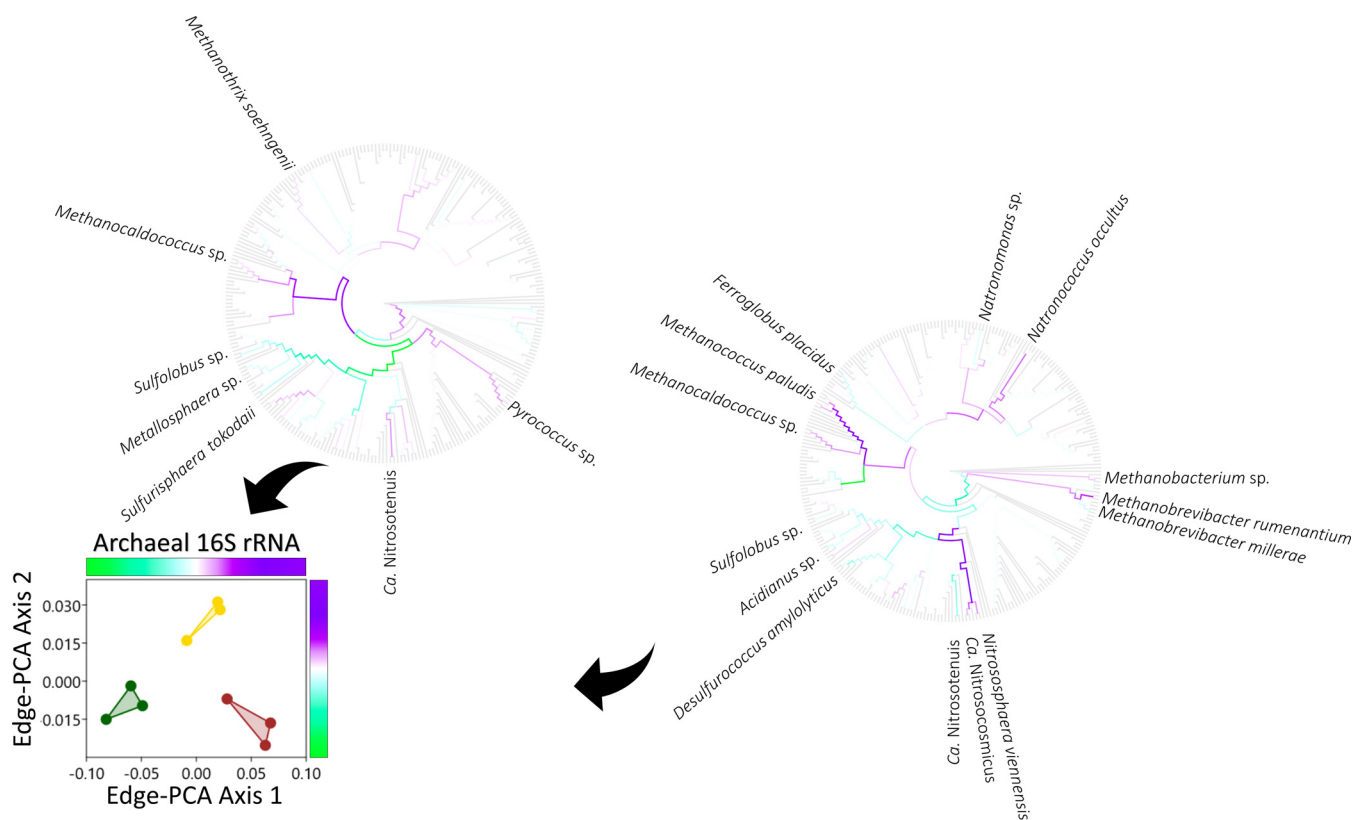 Methanothrix soehngenii
Methanocaldococcus sp.
Sulfolobus sp.
Metallosphaera sp.
Sulfurisphaera tokodaii
Ca. Nitrosotenuis
Pyrococcus sp.
Natronomonas sp.
Natronococcus occultus
Ferroglobus placidus
Methanococcus paludis
Methanocaldococcus sp.
Methanobacterium sp.
Methanobrevibacter rumenantium
Methanobrevibacter millerae
Sulfolobus sp.
Acidianus sp.
Desulfurococcus amylolyticus
Ca. Nitrosotenuis
Ca. Nitrosocosmicus
Nitrososphaera viennensis
Archaeal 16S rRNA
Edge-PCA Axis 2
0.030
0.015
0.000
-0.015
-0.10 -0.05 0.00 0.05 0.10
Edge-PCA Axis 1